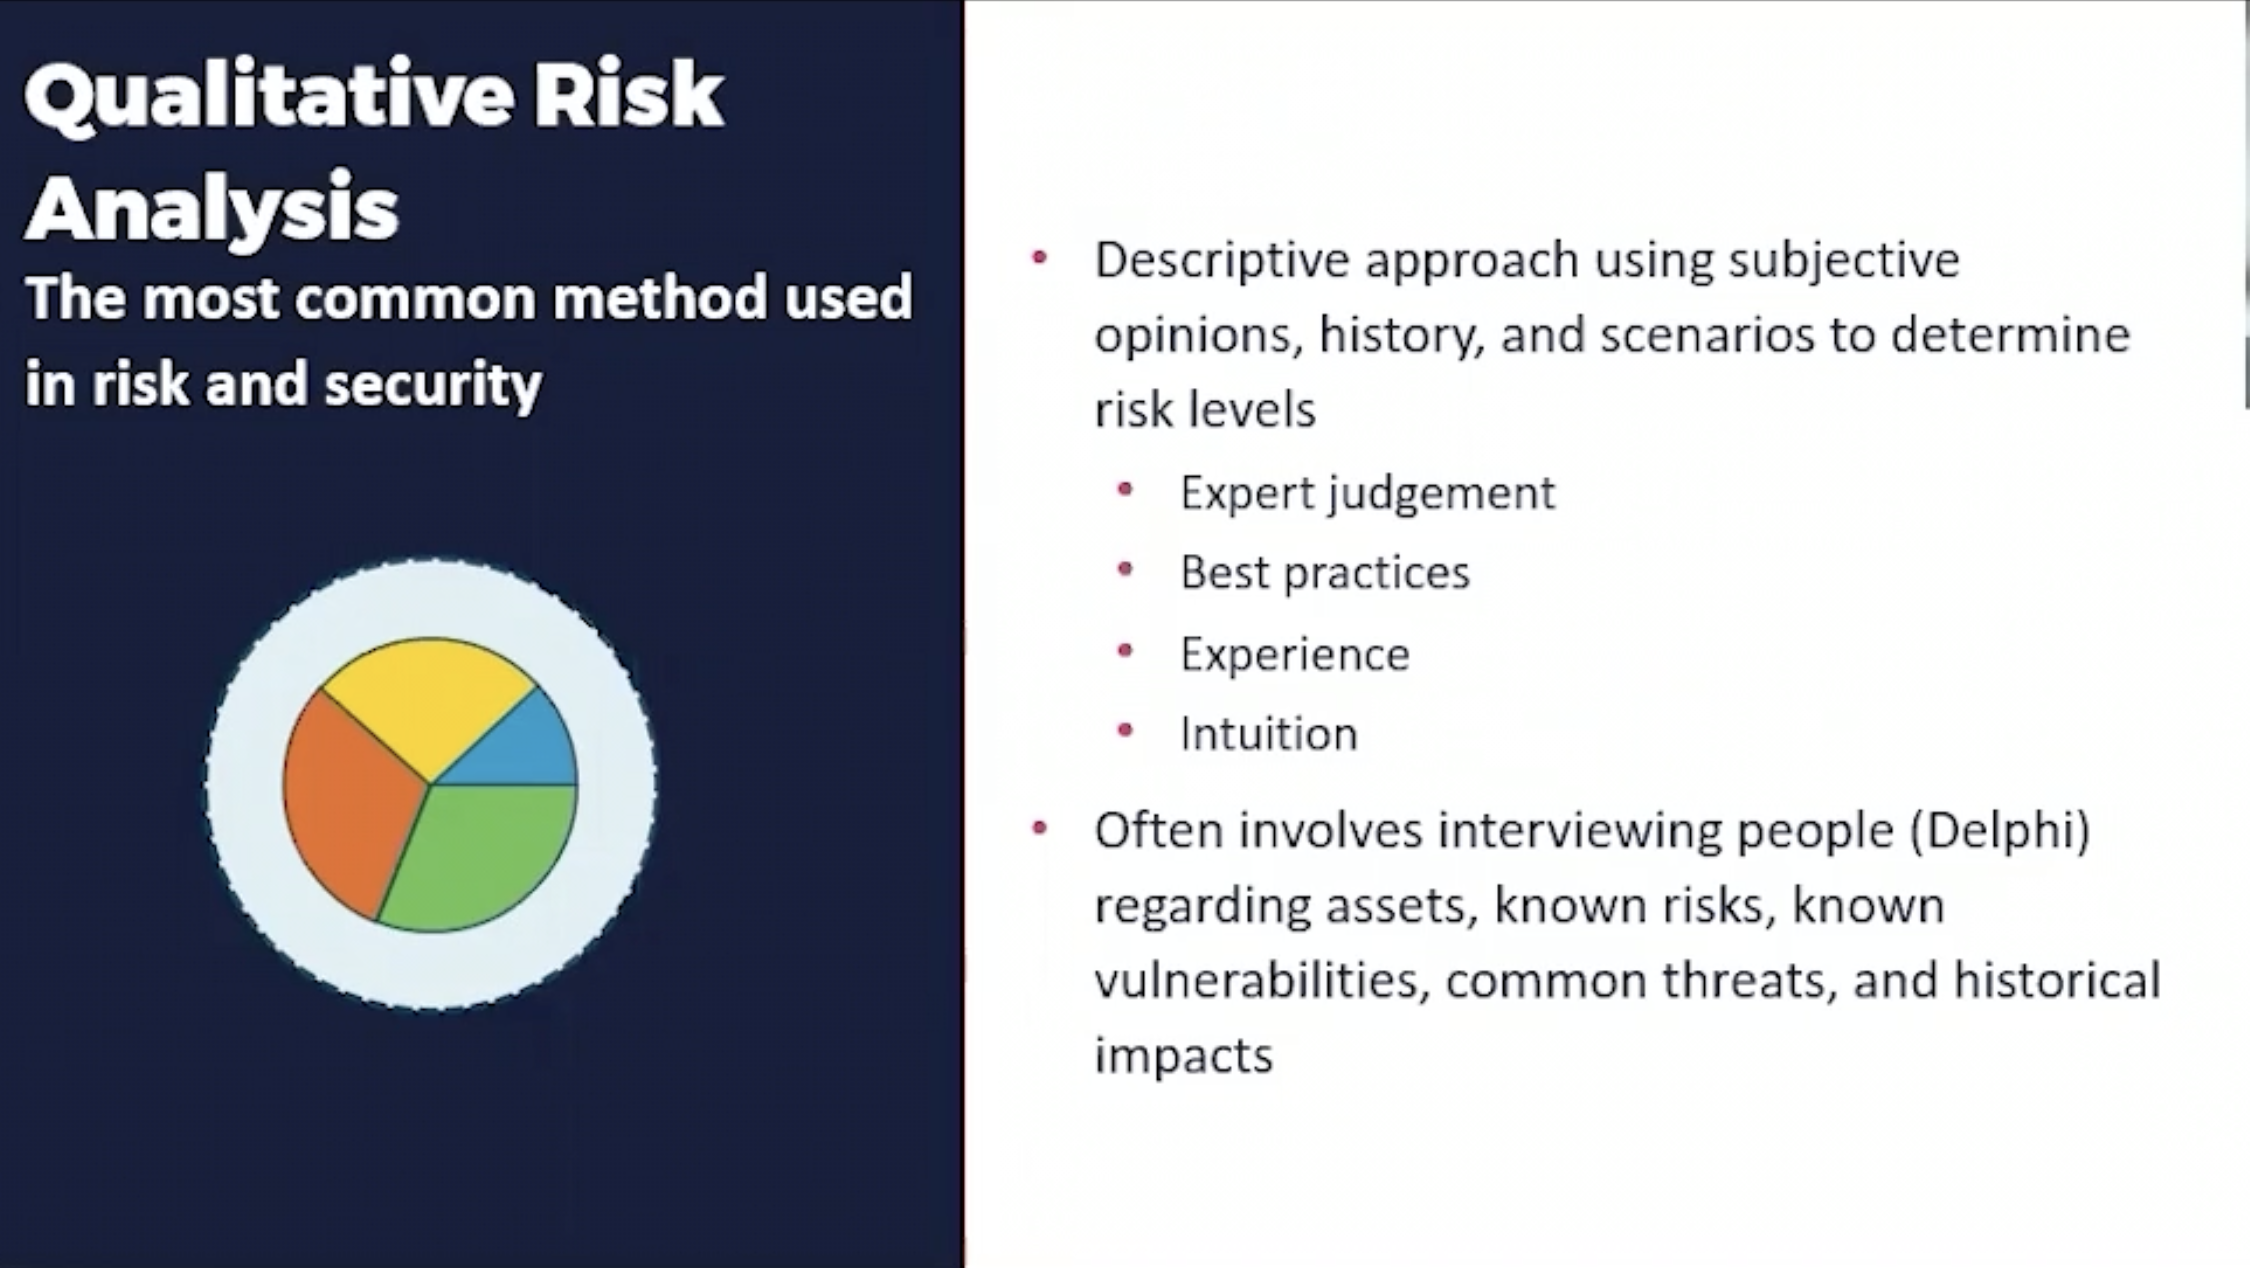 Qualitative Risk
Analysis
The most common method used
in risk and security
• Descriptive approach using subjective
opinions, history, and scenarios to determine
risk levels
• Expert judgement
• Best practices
• Experience
• Intuition
• Often involves interviewing people (Delphi)
regarding assets, known risks, known
vulnerabilities, common threats, and historical
impacts